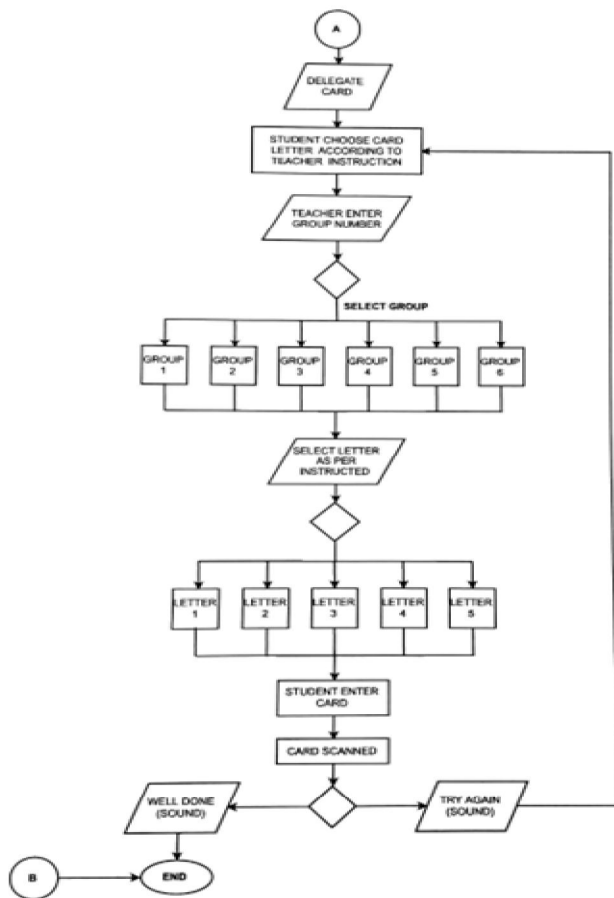 A
DELEGATE
CARD
STUDENT CHOOSE CARD
LETTER ACCORDING TO
TEACHER INSTRUCTION
TEACHER ENTER
GROUP NUMBER
SELECT GROUP
GROUP
1
GROUP
2
GROUP
3
GROUP
4
GROUP
5
GROUP
6
SELECT LETTER
AS PER
INSTRUCTED
LETTER
1
LETTER
2
LETTER
3
LETTER
4
LETTER
5
STUDENT ENTER
CARD
CARD SCANNED
WELL DONE
(SOUND)
TRY AGAIN
(SOUND)
B
END